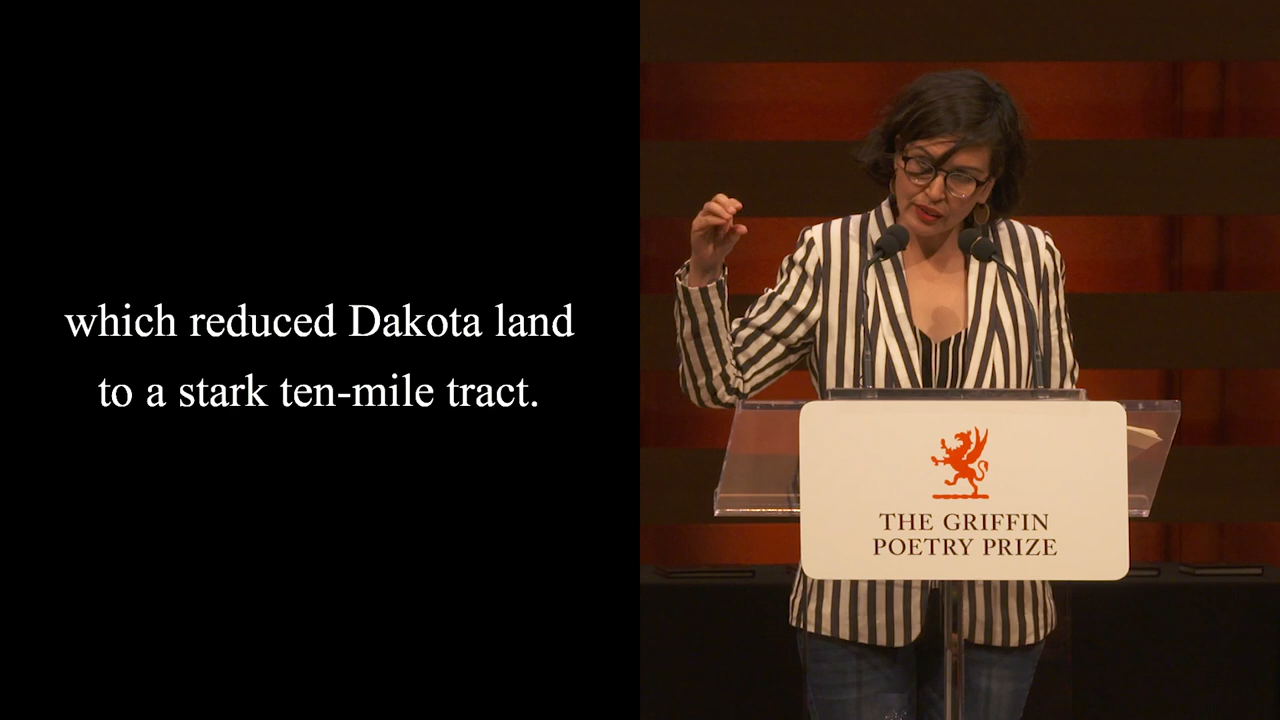 which reduced Dakota land
to a stark ten-mile tract.
THE GRIFFIN
POETRY PRIZE